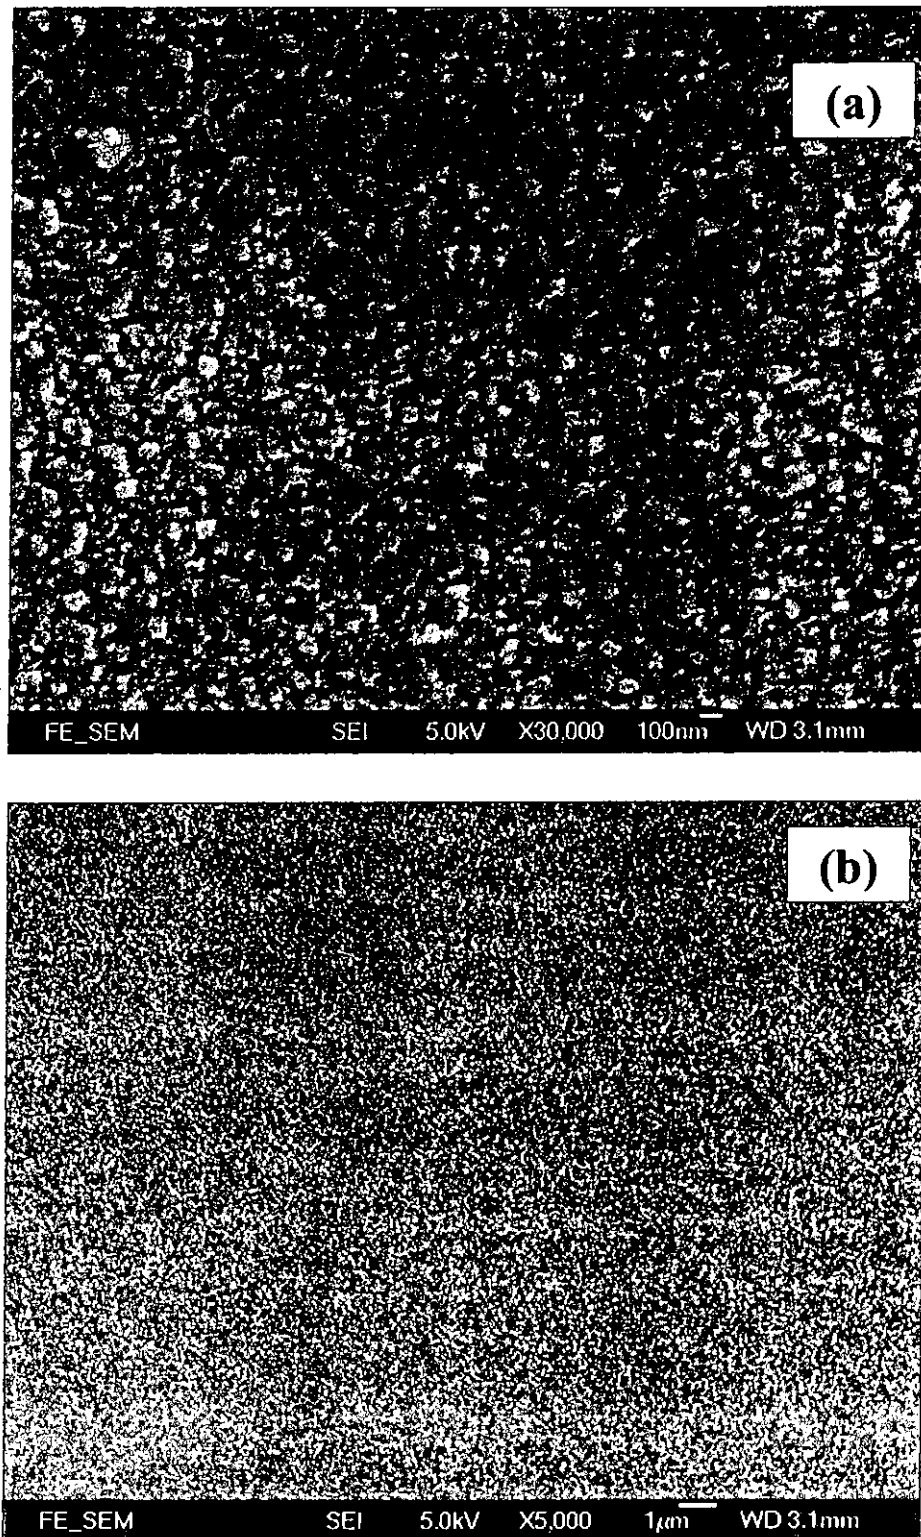 (a)
FE_SEM SEI 5.0kV X30,000 100nm WD 3.1mm
(b)
FE_SEM SEI 5.0kV X5,000 1µm WD 3.1mm